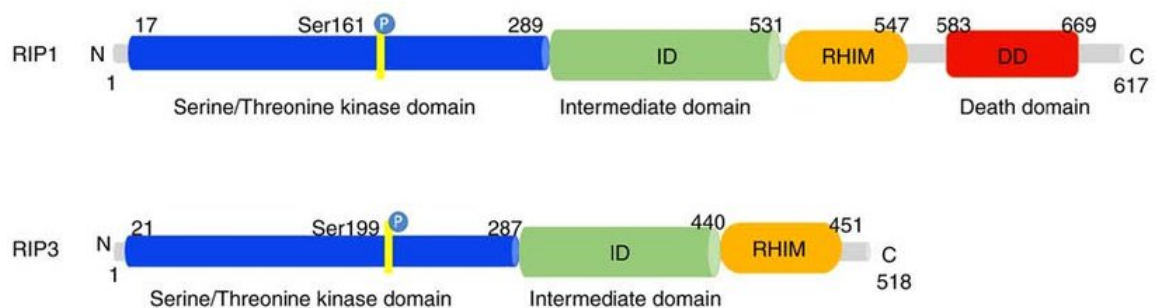 17 Ser161 P 289 531 547 583 669
RIP1 N ID RHIM DD C
1 617
Serine/Threonine kinase domain Intermediate domain Death domain
21 Ser199 P 287 440 451
RIP3 N ID RHIM C
1 518
Serine/Threonine kinase domain Intermediate domain